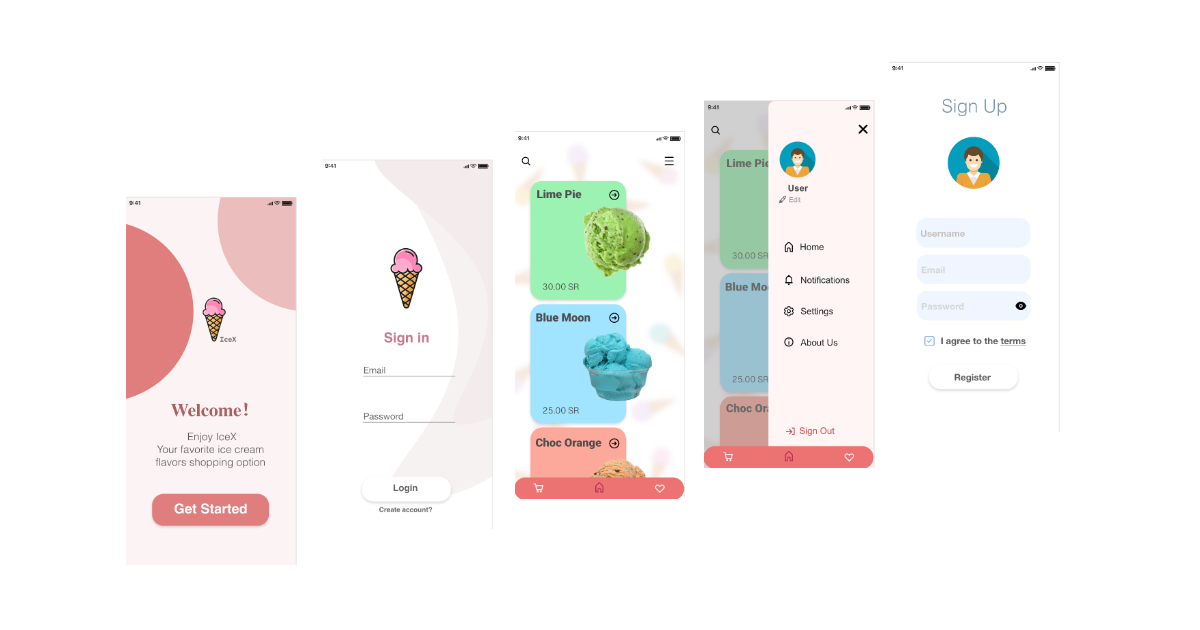 9:41
IceX
Welcome!
Enjoy IceX
Your favorite ice cream
flavors shopping option
Get Started
9:41
Sign in
Email
Password
Login
Create account?
9:41
Lime Pie
30.00 SR
Blue Moon
25.00 SR
Choc Orange
9:41
Lime Pie
30.00 SR
Blue Moo
25.00 SR
Choc Ora
User
Edit
Home
Notifications
Settings
About Us
Sign Out
9:41
Sign Up
Username
Email
Password
I agree to the terms
Register